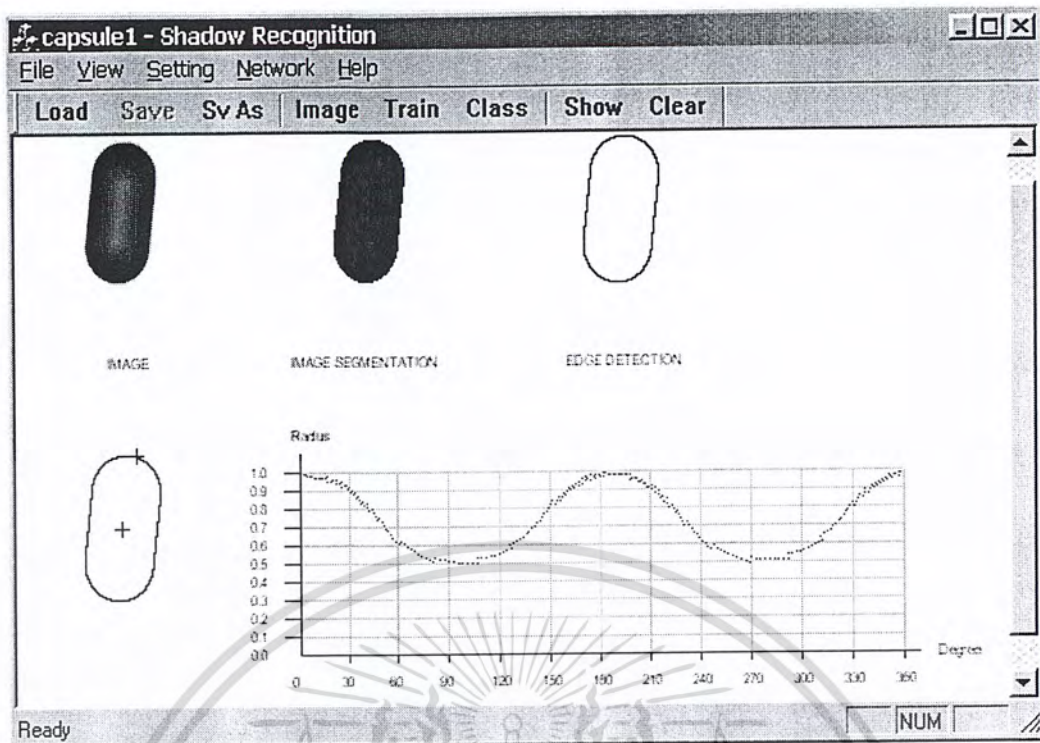 capsule1 - Shadow Recognition
File View Setting Network Help
Load Save Sv As Image Train Class Show Clear
IMAGE IMAGE SEGMENTATION EDGE DETECTION
Radius
1.0
0.9
0.8
0.7
0.6
0.5
0.4
0.3
0.2
0.1
0.0
Degree
0 30 60 90 120 150 180 210 240 270 300 330 360
Ready NUM